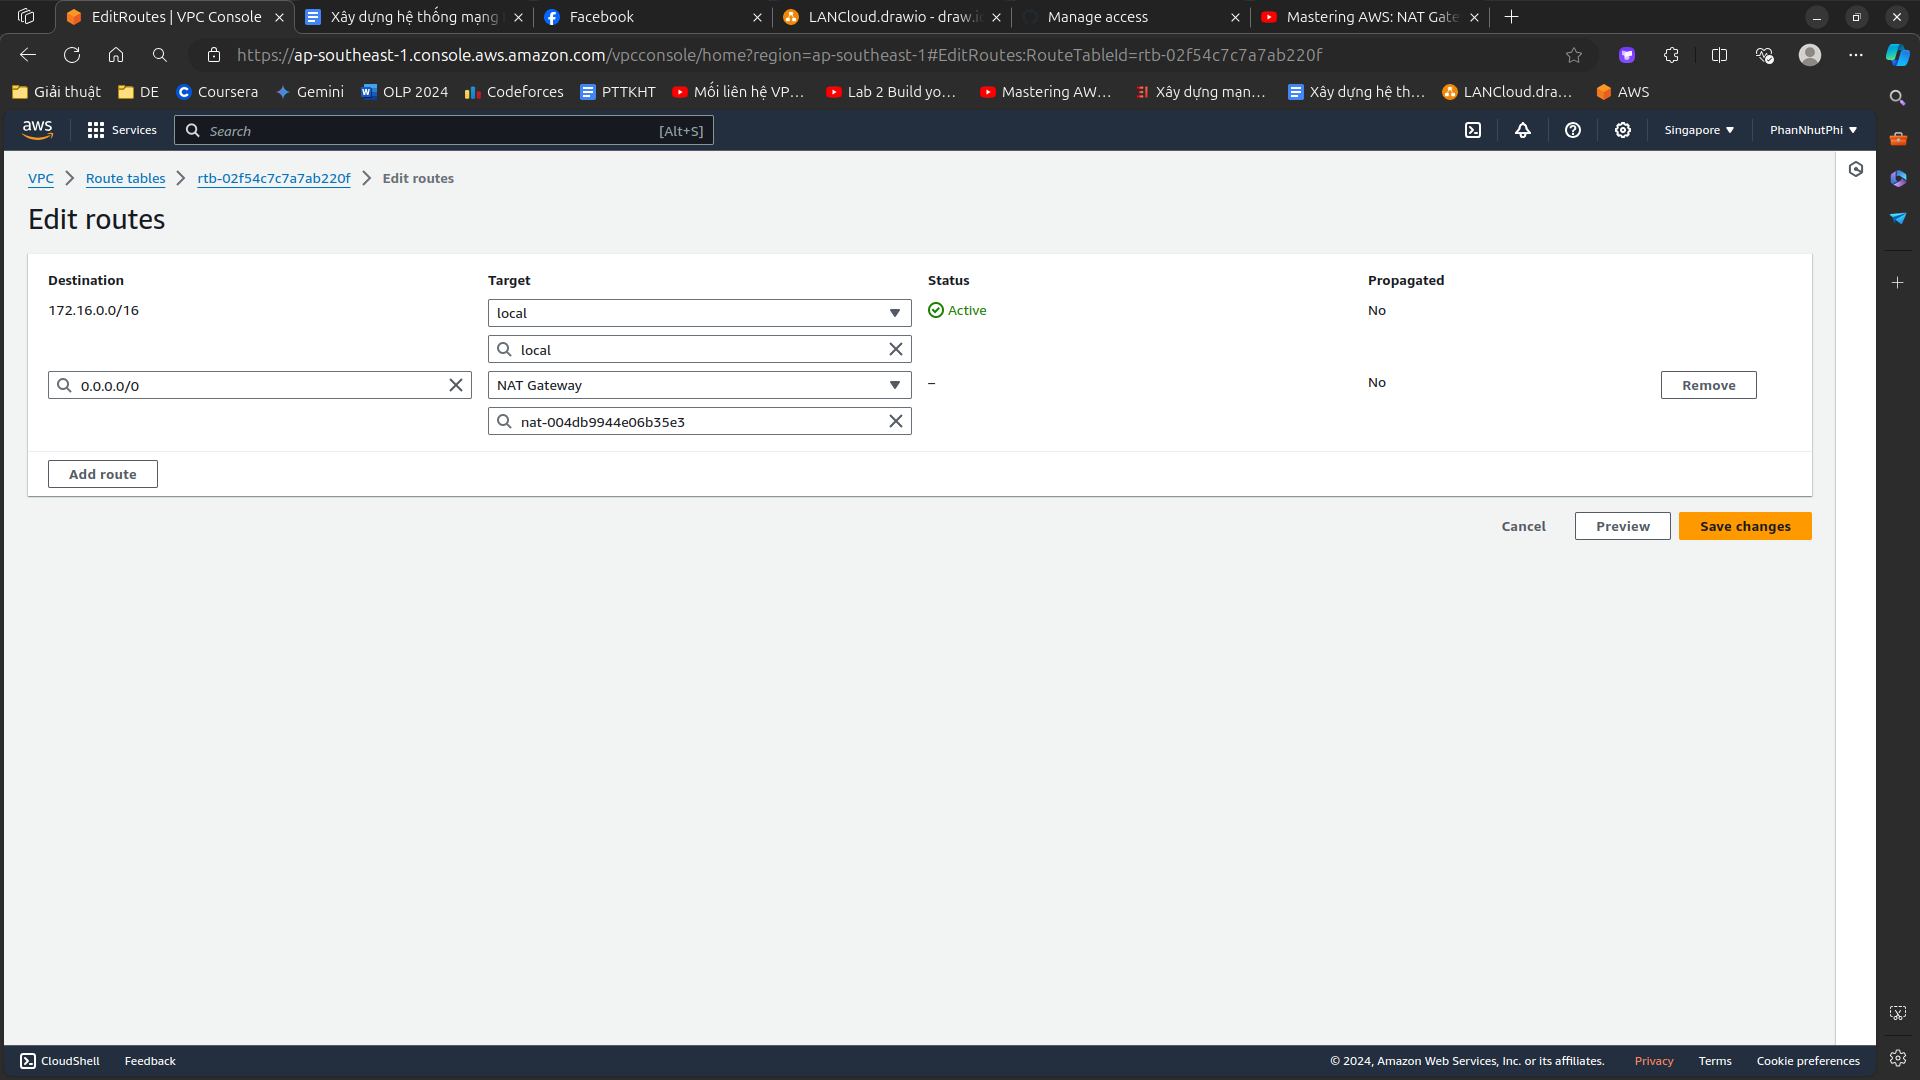 EditRoutes | VPC Console
Xây dựng hệ thống mạng
Facebook
LANCloud.drawio - draw.i
Manage access
Mastering AWS: NAT Gate
https://ap-southeast-1.console.aws.amazon.com/vpcconsole/home?region=ap-southeast-1#EditRoutes:RouteTableId=rtb-02f54c7c7a7ab220f
Giải thuật
DE
Coursera
Gemini
OLP 2024
Codeforces
PTTKHT
Mối liên hệ VP...
Lab 2 Build yo...
Mastering AW...
Xây dựng mạn...
Xây dựng hệ th...
LANCloud.dra...
AWS
aws
Services
Search
[Alt+S]
Singapore
PhanNhutPhi
VPC
Route tables
rtb-02f54c7c7a7ab220f
Edit routes
Edit routes
Destination
Target
Status
Propagated
172.16.0.0/16
local
Active
No
local
0.0.0.0/0
NAT Gateway
–
No
Remove
nat-004db9944e06b35e3
Add route
Cancel
Preview
Save changes
CloudShell
Feedback
© 2024, Amazon Web Services, Inc. or its affiliates.
Privacy
Terms
Cookie preferences